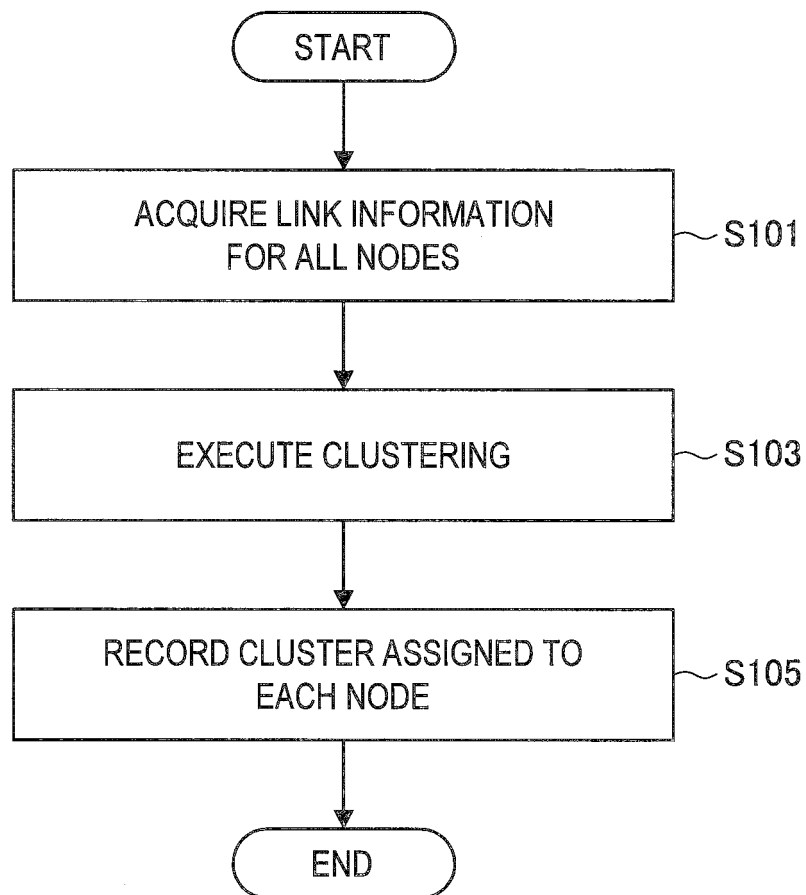 START
ACQUIRE LINK INFORMATION
FOR ALL NODES
S101
EXECUTE CLUSTERING
S103
RECORD CLUSTER ASSIGNED TO
EACH NODE
S105
END